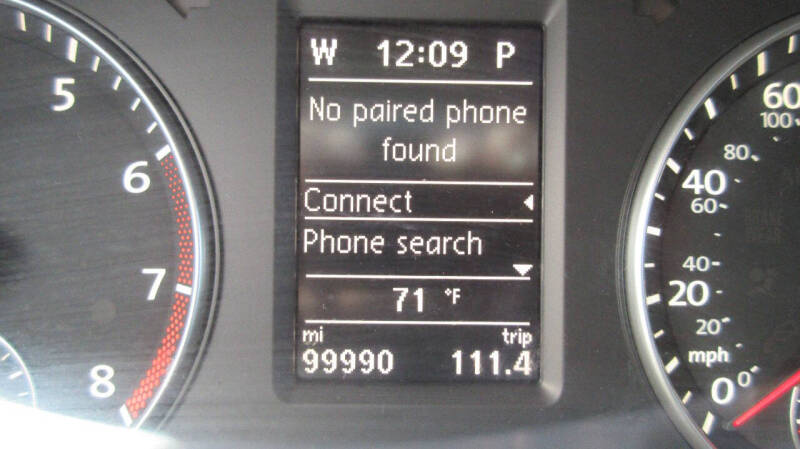 W 12:09 P
No paired phone
found
Connect
Phone search
71 °F
mi trip
99990 111.4
5
6
7
8
60
100
80
40
60
40
20
20
mph
0 0